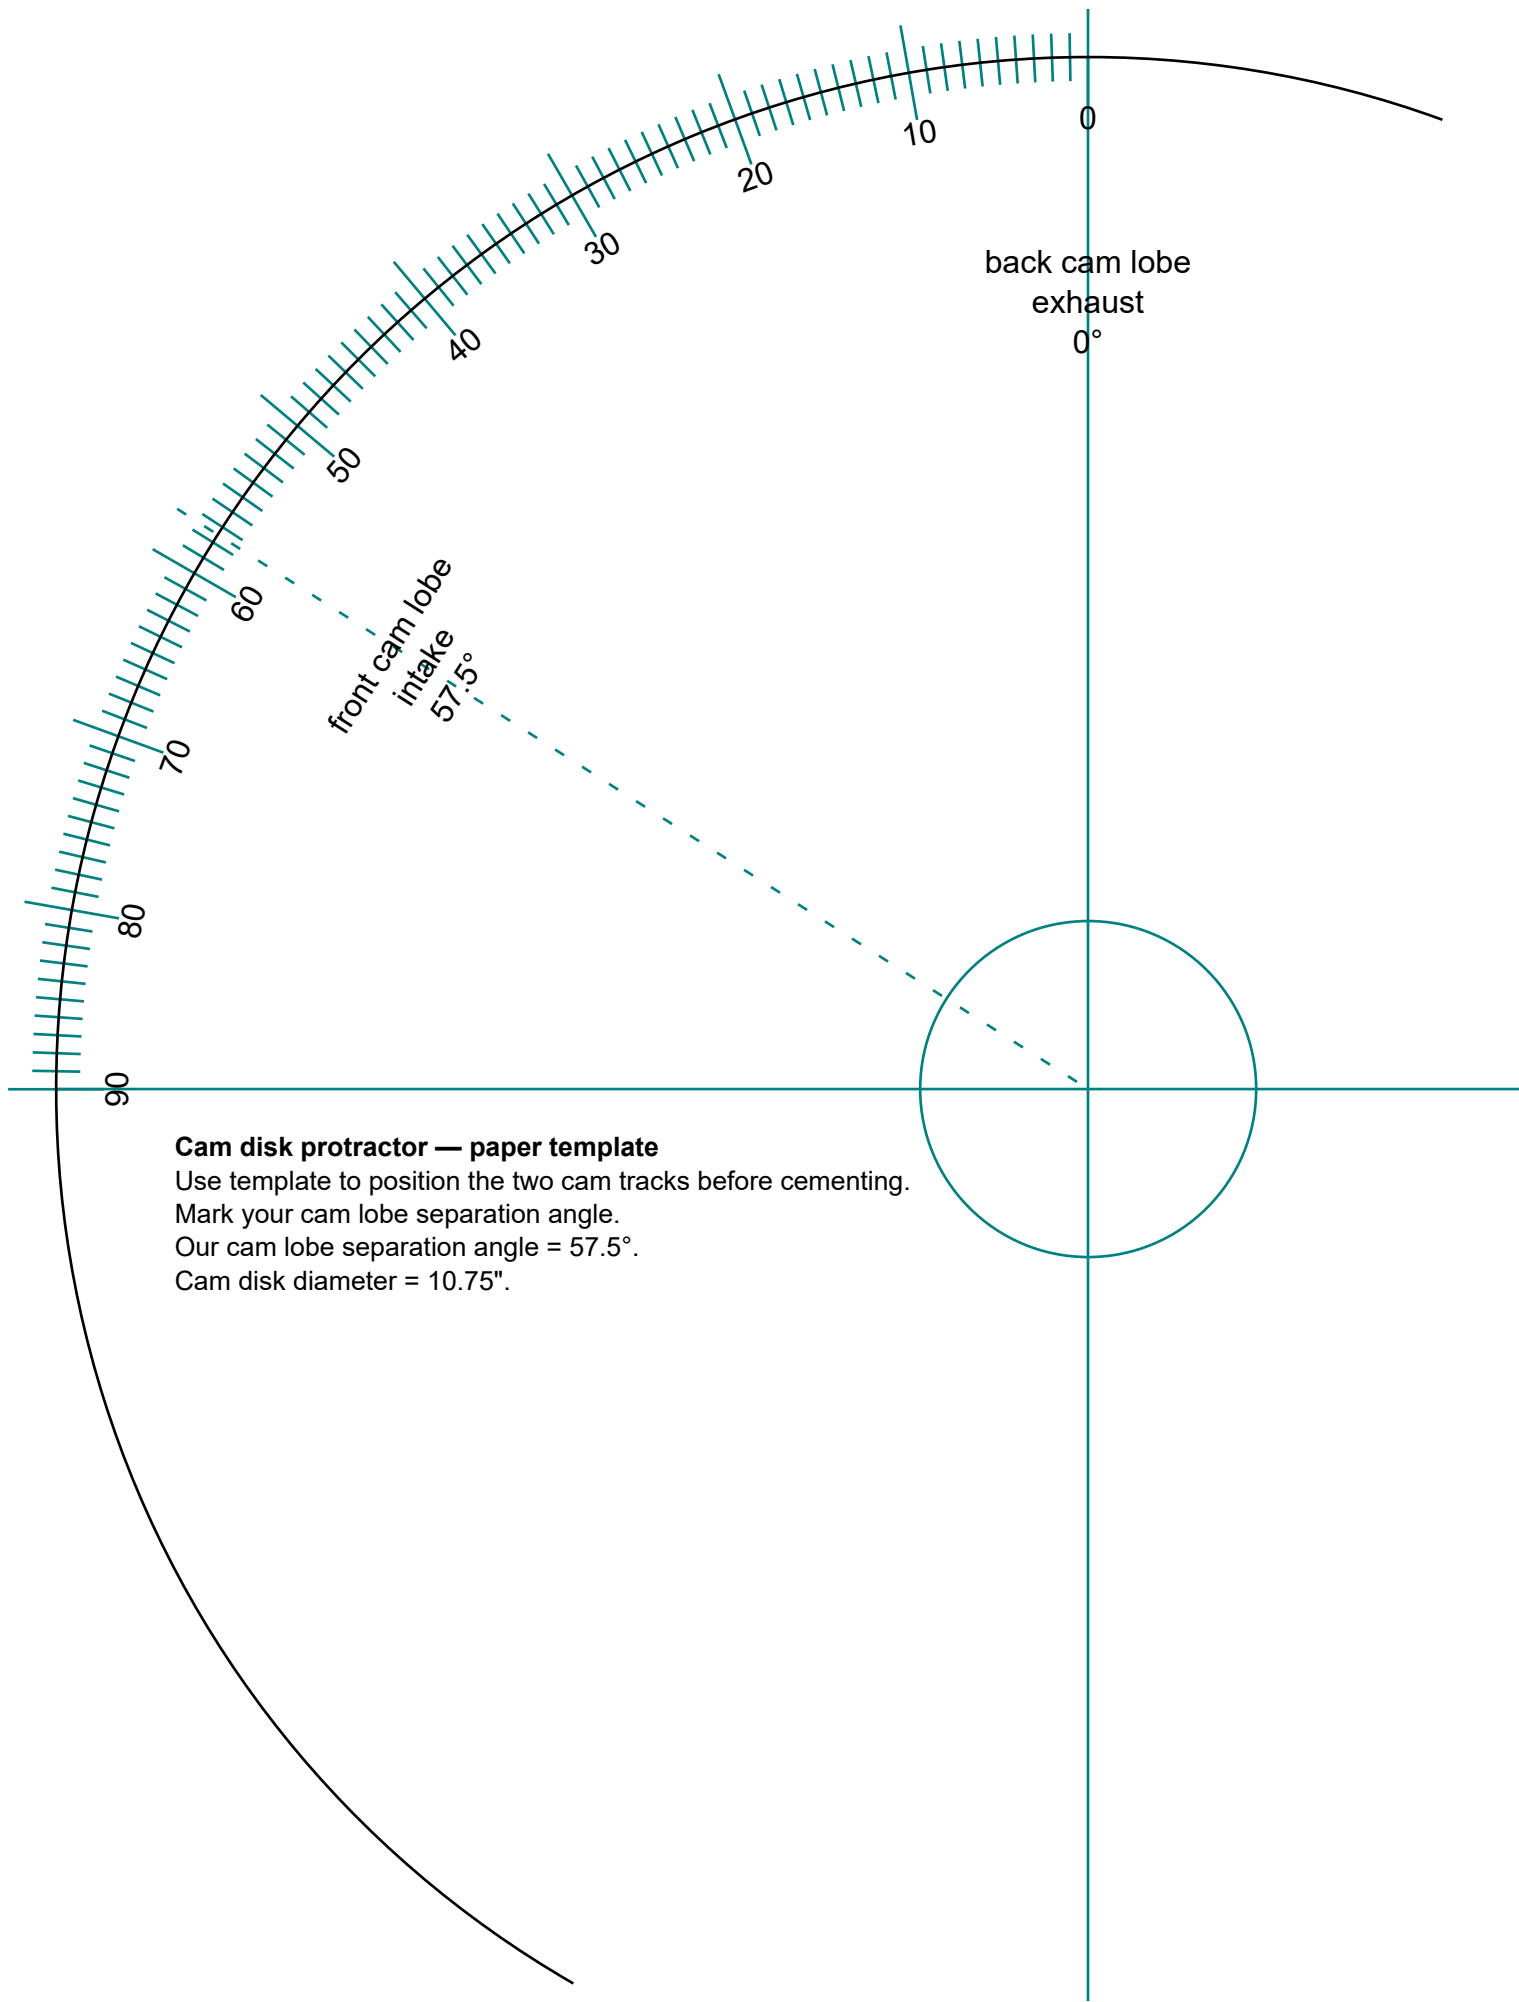 0
10
20
30
40
50
60
70
80
90
back cam lobe
exhaust
0°
front cam lobe
intake
57.5°
Cam disk protractor — paper template
Use template to position the two cam tracks before cementing.
Mark your cam lobe separation angle.
Our cam lobe separation angle = 57.5°.
Cam disk diameter = 10.75".